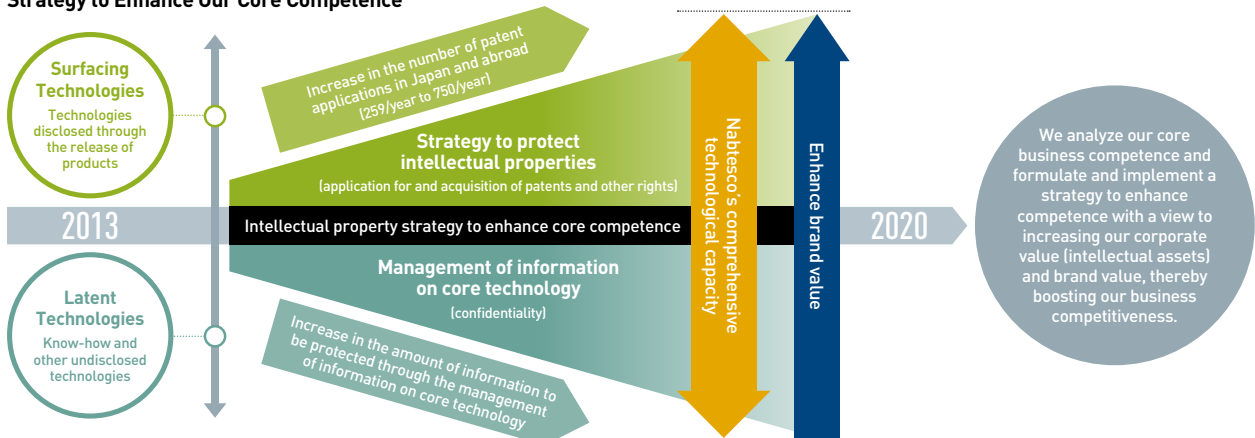 Strategy to Enhance Our Core Competence
Surfacing
Technologies
Technologies
disclosed through
the release of
products
Increase in the number of patent
applications in Japan and abroad
(259/year to 750/year)
Strategy to protect
intellectual properties
(application for and acquisition of patents and other rights)
2013
Intellectual property strategy to enhance core competence
Management of information
on core technology
(confidentiality)
Latent
Technologies
Know-how and
other undisclosed
technologies
Increase in the amount of information to
be protected through the management
of information on core technology
Nabtesco's comprehensive
technological capacity
Enhance brand value
2020
We analyze our core
business competence and
formulate and implement a
strategy to enhance
competence with a view to
increasing our corporate
value (intellectual assets)
and brand value, thereby
boosting our business
competitiveness.